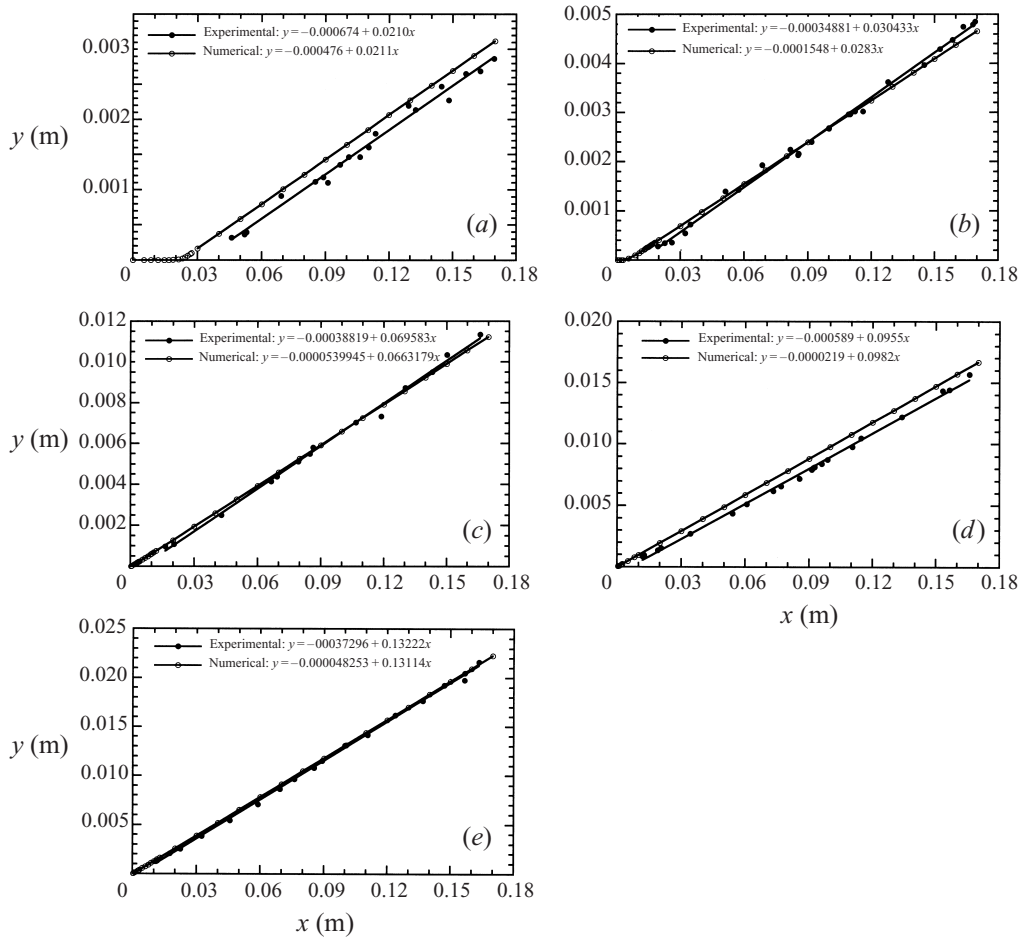 Experimental: y = −0.000674 + 0.0210x
Numerical: y = −0.000476 + 0.0211x
0.003
0.002
0.001
y (m)
(a)
0 0.03 0.06 0.09 0.12 0.15 0.18
Experimental: y = −0.00034881 + 0.030433x
Numerical: y = −0.0001548 + 0.0283x
0.005
0.004
0.003
0.002
0.001
(b)
0 0.03 0.06 0.09 0.12 0.15 0.18
Experimental: y = −0.00038819 + 0.069583x
Numerical: y = −0.0000539945 + 0.0663179x
0.012
0.010
0.008
0.006
0.004
0.002
y (m)
(c)
0 0.03 0.06 0.09 0.12 0.15 0.18
Experimental: y = −0.000589 + 0.0955x
Numerical: y = −0.0000219 + 0.0982x
0.020
0.015
0.010
0.005
(d)
0 0.03 0.06 0.09 0.12 0.15 0.18
x (m)
Experimental: y = −00037296 + 0.13222x
Numerical: y = −0.000048253 + 0.13114x
0.025
0.020
0.015
0.010
0.005
y (m)
(e)
0 0.03 0.06 0.09 0.12 0.15 0.18
x (m)